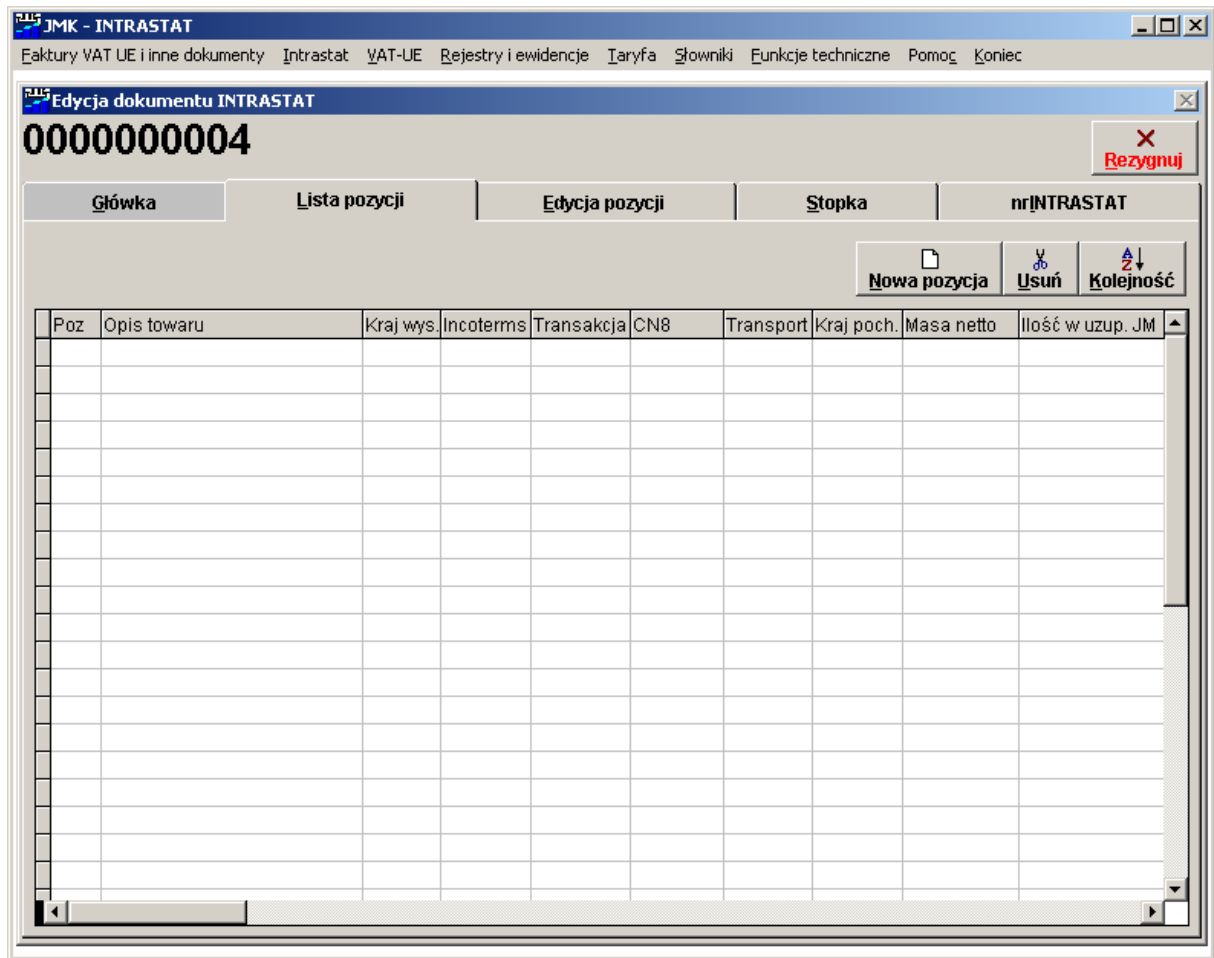 JMK - INTRASTAT
Faktury VAT UE i inne dokumenty Intrastat VAT-UE Rejestry i ewidencje Taryfa Słowniki Funkcje techniczne Pomoc Koniec
Edycja dokumentu INTRASTAT
0000000004
Rezygnuj
Główka Lista pozycji Edycja pozycji Stopka nrINTRASTAT
Nowa pozycja Usuń Kolejność
Poz Opis towaru Kraj wys. Incoterms Transakcja CN8 Transport Kraj poch. Masa netto Ilość w uzup. JM